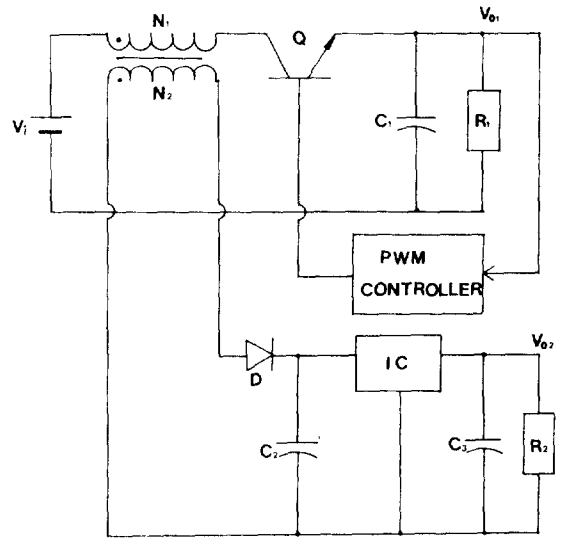 N₁
V₀₁
Q
N₂
Vᵢ
C₁
R₁
PWM
CONTROLLER
V₀₂
IC
D
C₂
C₃
R₂